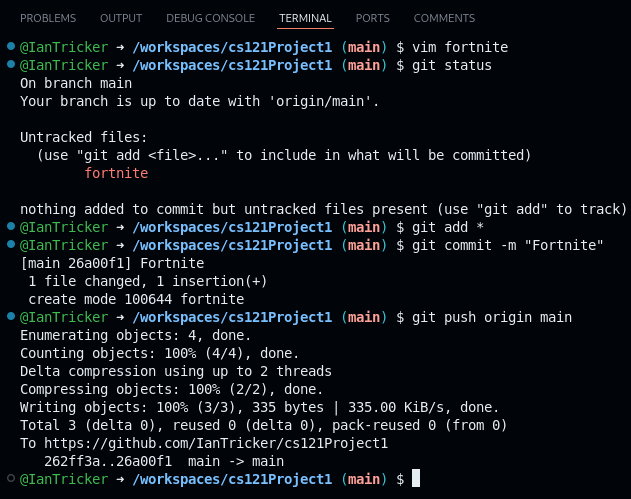 PROBLEMS OUTPUT DEBUG CONSOLE TERMINAL PORTS COMMENTS
@IanTricker ➜ /workspaces/cs121Project1 (main) $ vim fortnite
@IanTricker ➜ /workspaces/cs121Project1 (main) $ git status
On branch main
Your branch is up to date with 'origin/main'.
Untracked files:
(use "git add <file>..." to include in what will be committed)
fortnite
nothing added to commit but untracked files present (use "git add" to track)
@IanTricker ➜ /workspaces/cs121Project1 (main) $ git add *
@IanTricker ➜ /workspaces/cs121Project1 (main) $ git commit -m "Fortnite"
[main 26a00f1] Fortnite
1 file changed, 1 insertion(+)
create mode 100644 fortnite
@IanTricker ➜ /workspaces/cs121Project1 (main) $ git push origin main
Enumerating objects: 4, done.
Counting objects: 100% (4/4), done.
Delta compression using up to 2 threads
Compressing objects: 100% (2/2), done.
Writing objects: 100% (3/3), 335 bytes | 335.00 KiB/s, done.
Total 3 (delta 0), reused 0 (delta 0), pack-reused 0 (from 0)
To https://github.com/IanTricker/cs121Project1
262ff3a..26a00f1 main -> main
@IanTricker ➜ /workspaces/cs121Project1 (main) $